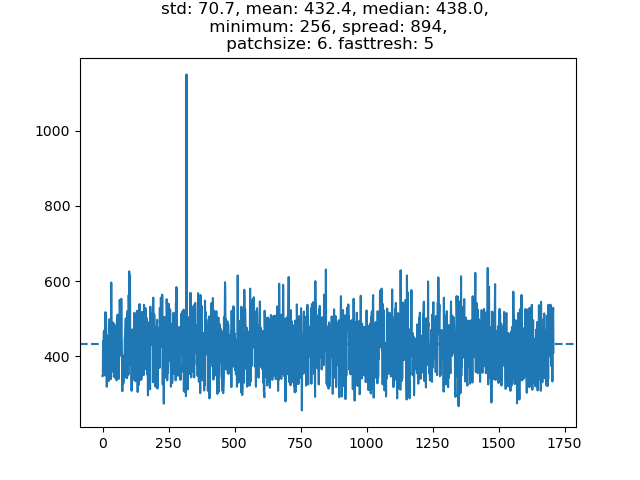 std: 70.7, mean: 432.4, median: 438.0,
minimum: 256, spread: 894,
patchsize: 6. fasttresh: 5
1000
800
600
400
0 250 500 750 1000 1250 1500 1750